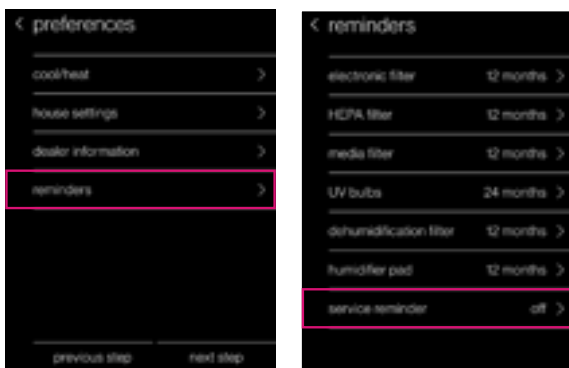 < preferences
cool/heat >
house settings >
dealer information >
reminders >
previous step next step
< reminders
electronic filter 12 months >
HEPA filter 12 months >
media filter 12 months >
UV bulbs 24 months >
dehumidification filter 12 months >
humidifier pad 12 months >
service reminder off >